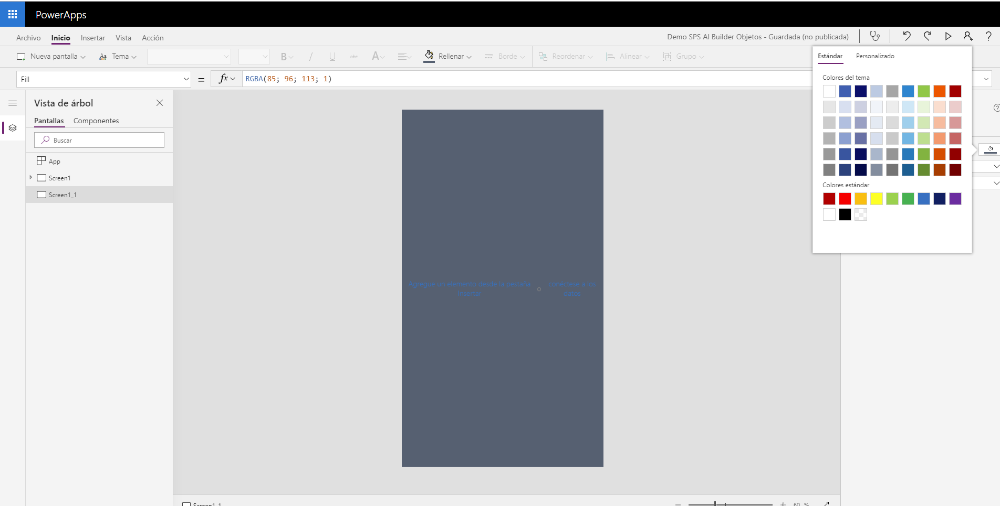 PowerApps
Archivo Inicio Insertar Vista Acción
Demo SPS AI Builder Objetos - Guardada (no publicada)
Nueva pantalla Tema Rellenar Borde Reordenar Alinear Grupo
Fill = fx RGBA(85; 96; 113; 1)
Estándar Personalizado
Colores del tema
Colores estándar
Vista de árbol
Pantallas Componentes
Buscar
App
Screen1
Screen1_1
Agregue un elemento desde la pestaña
Insertar
o
conéctese a los
datos
Screen1_1
60 %